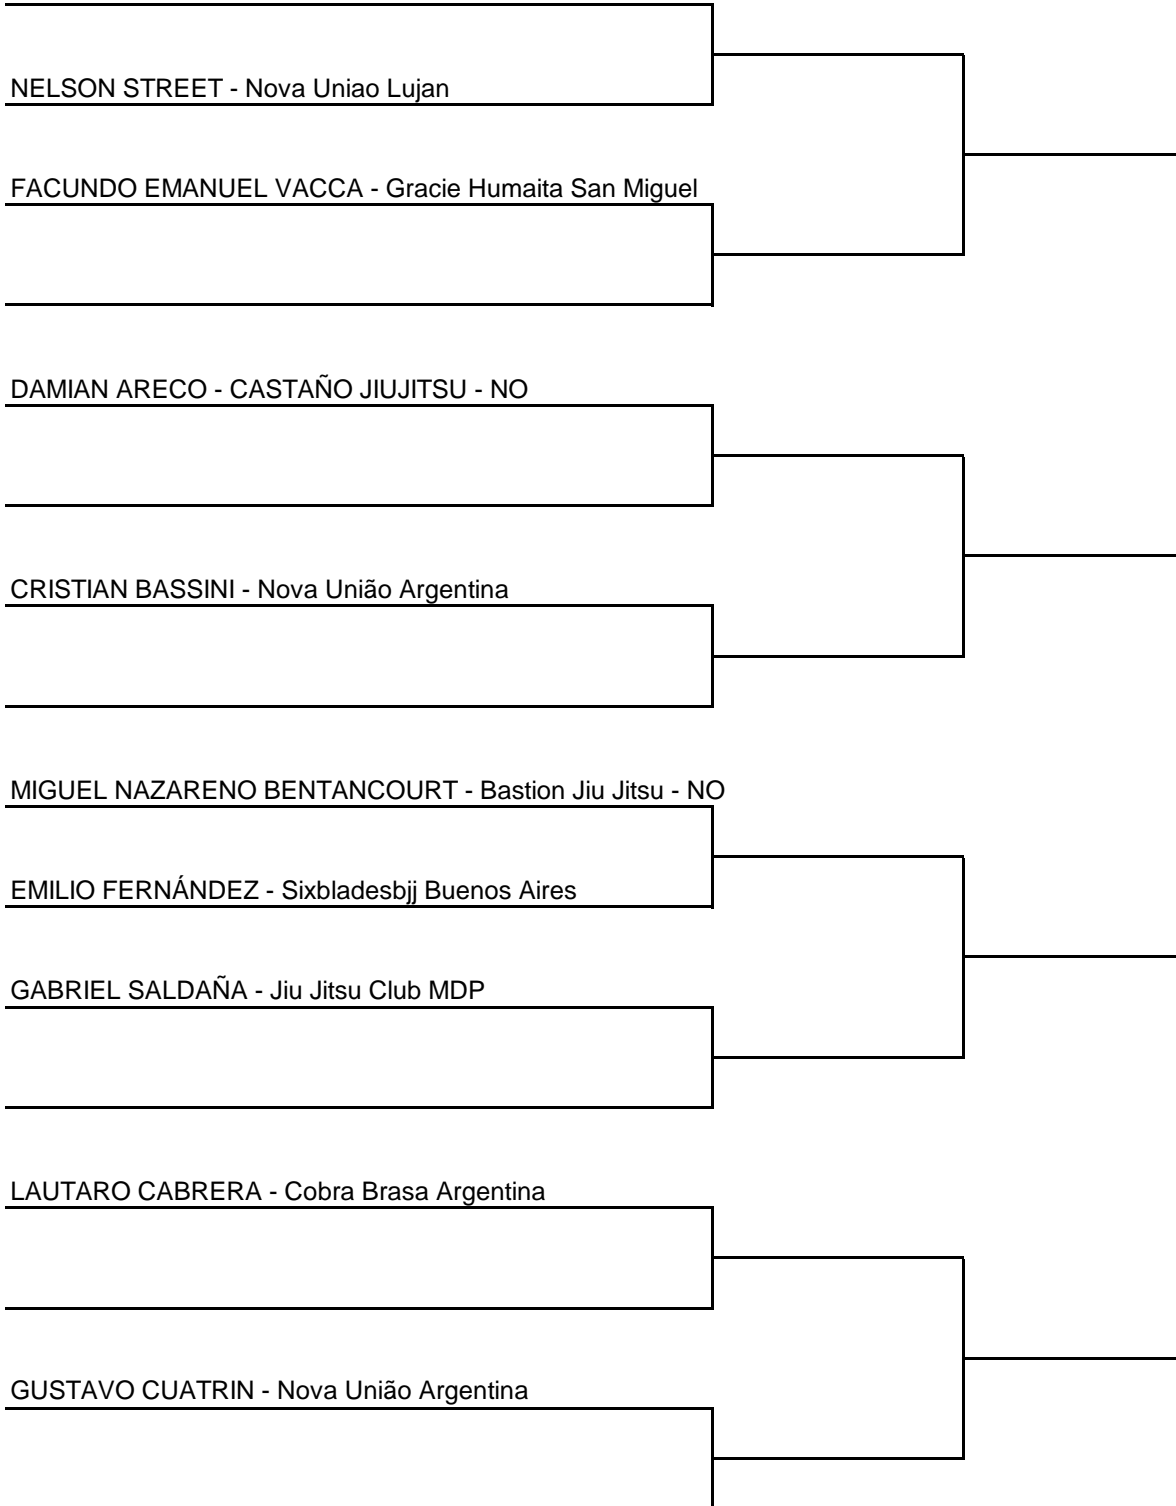 NELSON STREET - Nova Uniao Lujan
FACUNDO EMANUEL VACCA - Gracie Humaita San Miguel
DAMIAN ARECO - CASTAÑO JIUJITSU - NO
CRISTIAN BASSINI - Nova União Argentina
MIGUEL NAZARENO BENTANCOURT - Bastion Jiu Jitsu - NO
EMILIO FERNÁNDEZ - Sixbladesbjj Buenos Aires
GABRIEL SALDAÑA - Jiu Jitsu Club MDP
LAUTARO CABRERA - Cobra Brasa Argentina
GUSTAVO CUATRIN - Nova União Argentina